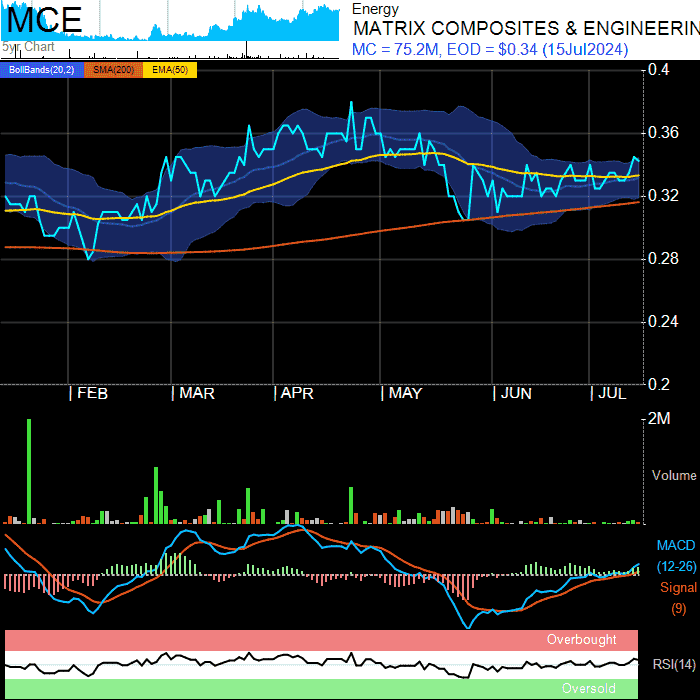 MCE
5yr Chart
Energy
MATRIX COMPOSITES & ENGINEERIN
MC = 75.2M, EOD = $0.34 (15Jul2024)
BollBands(20,2) SMA(200) EMA(50)
0.4
0.36
0.32
0.28
0.24
0.2
FEB MAR APR MAY JUN JUL
2M
Volume
MACD
(12-26)
Signal
(9)
Overbought
RSI(14)
Oversold